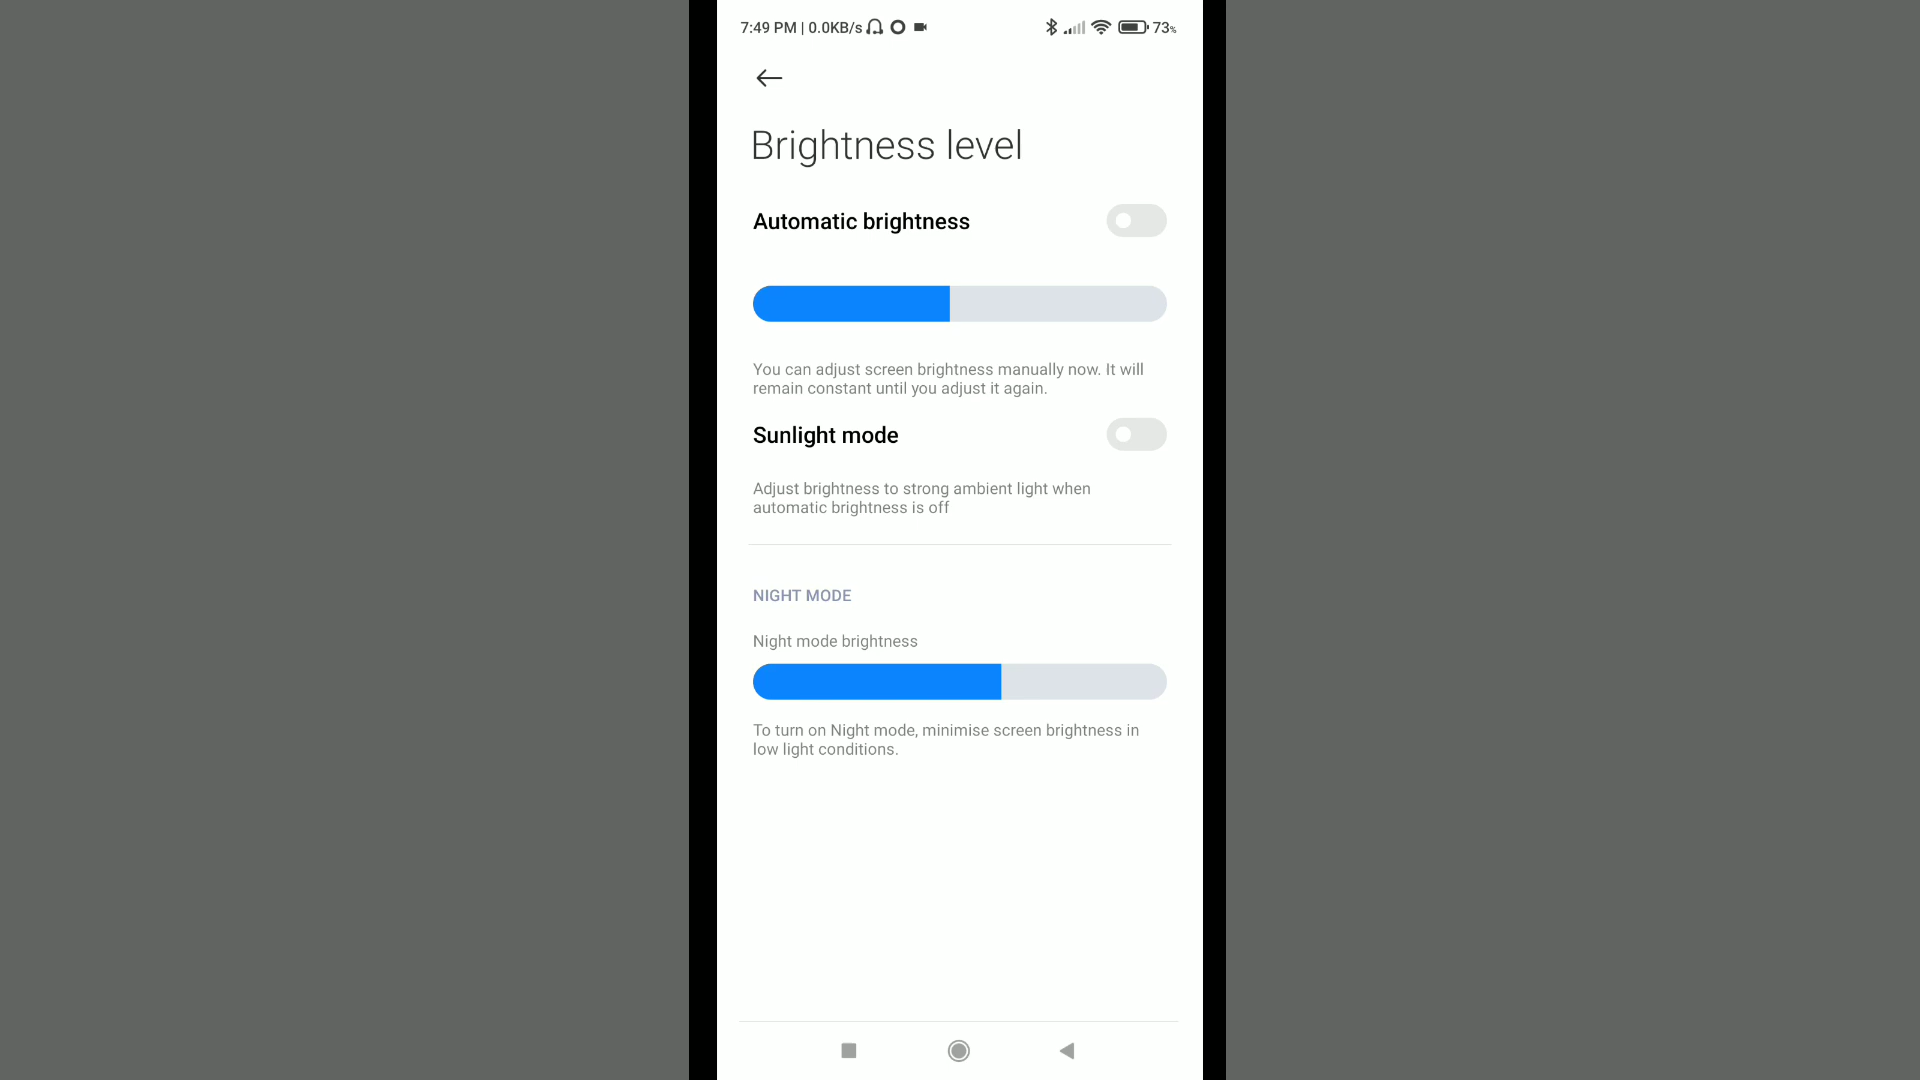 7:49 PM | 0.0KB/s 73%
Brightness level
Automatic brightness
You can adjust screen brightness manually now. It will
remain constant until you adjust it again.
Sunlight mode
Adjust brightness to strong ambient light when
automatic brightness is off
NIGHT MODE
Night mode brightness
To turn on Night mode, minimise screen brightness in
low light conditions.